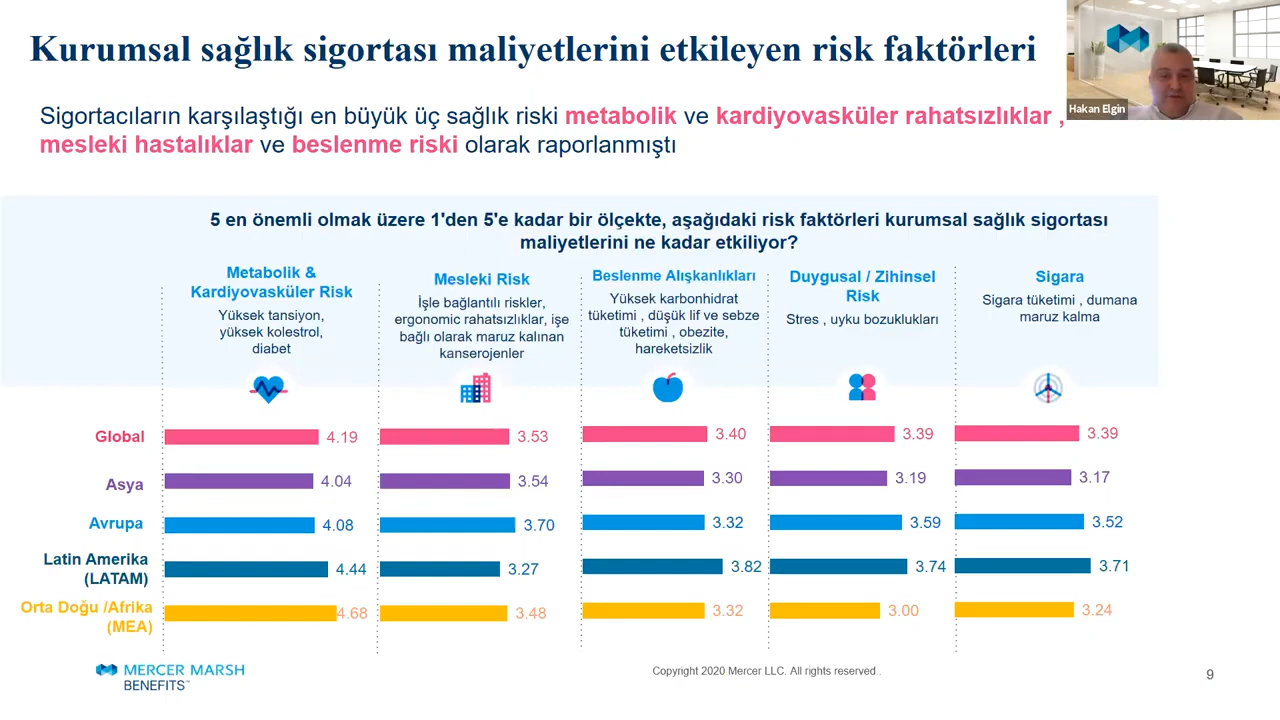 Kurumsal sağlık sigortası maliyetlerini etkileyen risk faktörleri
Hakan Elgin
Sigortacıların karşılaştığı en büyük üç sağlık riski metabolik ve kardiyovasküler rahatsızlıklar ,
mesleki hastalıklar ve beslenme riski olarak raporlanmıştı
5 en önemli olmak üzere 1'den 5'e kadar bir ölçekte, aşağıdaki risk faktörleri kurumsal sağlık sigortası
maliyetlerini ne kadar etkiliyor?
Metabolik &
Kardiyovasküler Risk
Yüksek tansiyon,
yüksek kolestrol,
diabet
Mesleki Risk
İşle bağlantılı riskler,
ergonomic rahatsızlıklar, işe
bağlı olarak maruz kalınan
kanserojenler
Beslenme Alışkanlıkları
Yüksek karbonhidrat
tüketimi , düşük lif ve sebze
tüketimi , obezite,
hareketsizlik
Duygusal / Zihinsel
Risk
Stres , uyku bozuklukları
Sigara
Sigara tüketimi , dumana
maruz kalma
Global 4.19 3.53 3.40 3.39 3.39
Asya 4.04 3.54 3.30 3.19 3.17
Avrupa 4.08 3.70 3.32 3.59 3.52
Latin Amerika
(LATAM) 4.44 3.27 3.82 3.74 3.71
Orta Doğu /Afrika
(MEA) 4.68 3.48 3.32 3.00 3.24
MERCER MARSH
BENEFITS™
Copyright 2020 Mercer LLC. All rights reserved..
9